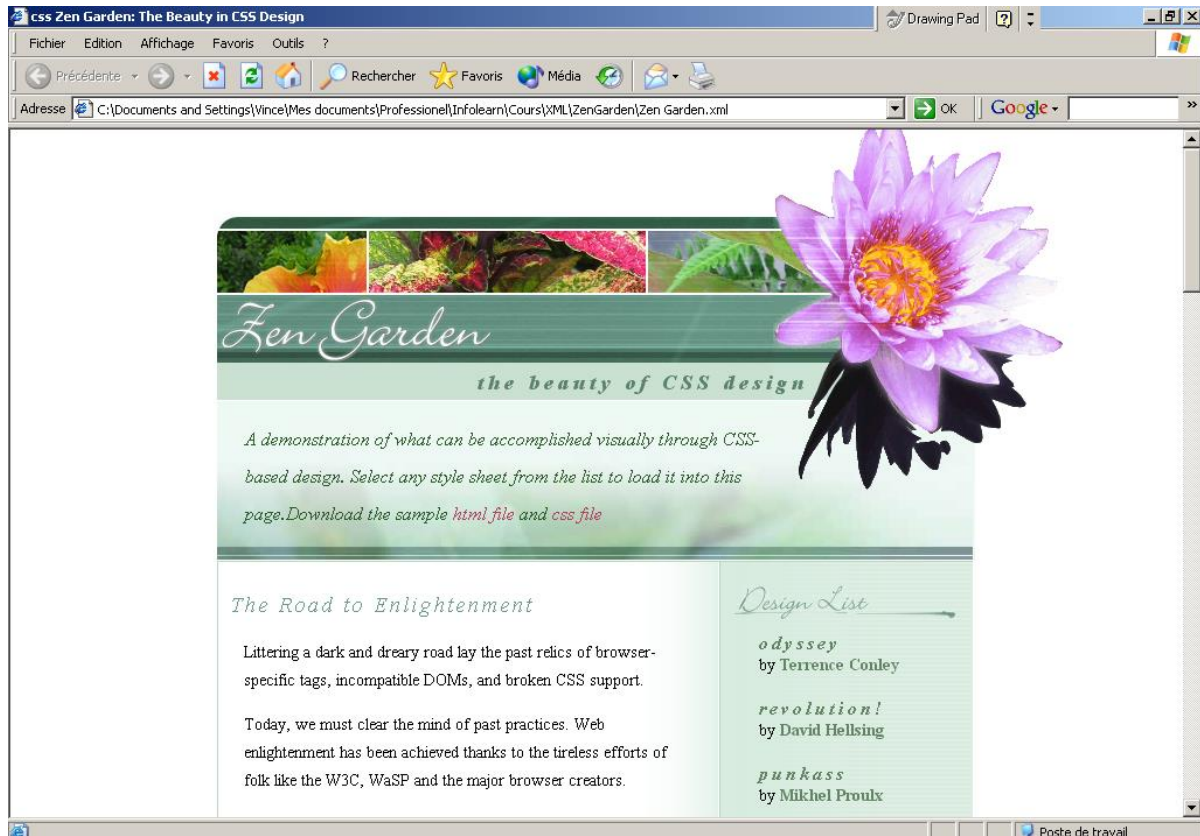 css Zen Garden: The Beauty in CSS Design
Drawing Pad
Fichier Edition Affichage Favoris Outils ?
Précédente Rechercher Favoris Média
Adresse C:\Documents and Settings\Vince\Mes documents\Professionel\Infolearn\Cours\XML\ZenGarden\Zen Garden.xml OK Google
Zen Garden
the beauty of CSS design
A demonstration of what can be accomplished visually through CSS-
based design. Select any style sheet from the list to load it into this
page.Download the sample html file and css file
The Road to Enlightenment
Littering a dark and dreary road lay the past relics of browser-
specific tags, incompatible DOMs, and broken CSS support.
Today, we must clear the mind of past practices. Web
enlightenment has been achieved thanks to the tireless efforts of
folk like the W3C, WaSP and the major browser creators.
Design List
odyssey
by Terrence Conley
revolution!
by David Hellsing
punkass
by Mikhel Proulx
Poste de travail